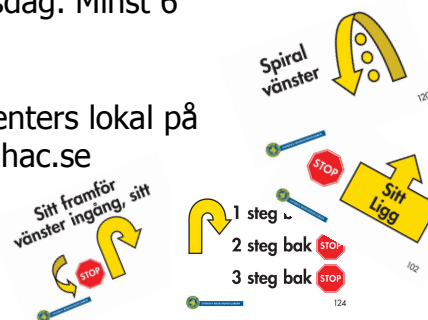 sdag. Minst 6
enters lokal på
hac.se
Spiral
vänster
120
STOP
Sitt
Ligg
102
Sitt framför
vänster ingång, sitt
STOP
1 steg
2 steg bak STOP
3 steg bak STOP
124